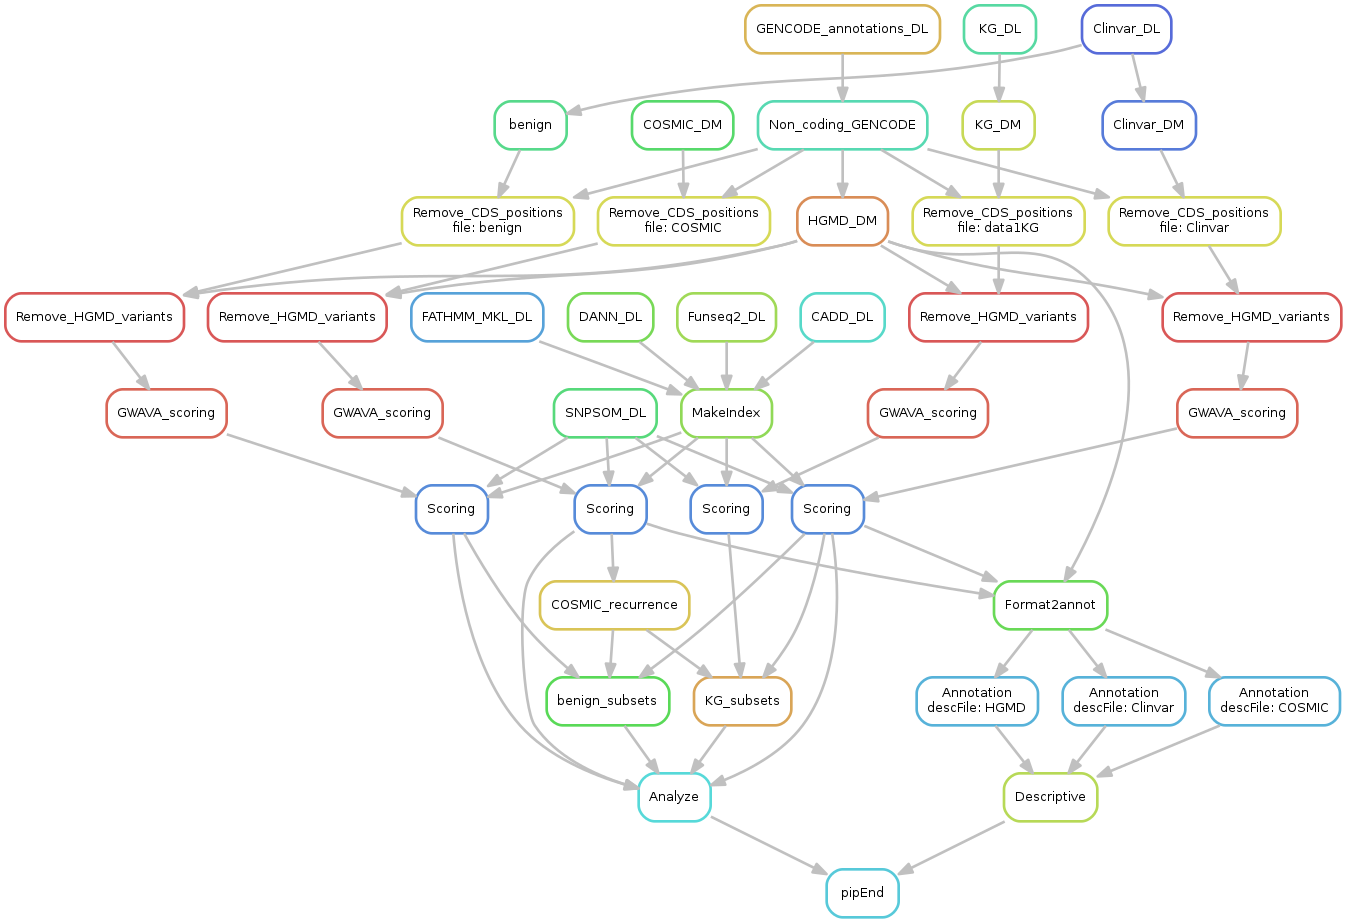 GENCODE_annotations_DL
KG_DL
Clinvar_DL
benign
COSMIC_DM
Non_coding_GENCODE
KG_DM
Clinvar_DM
Remove_CDS_positions
file: benign
Remove_CDS_positions
file: COSMIC
HGMD_DM
Remove_CDS_positions
file: data1KG
Remove_CDS_positions
file: Clinvar
Remove_HGMD_variants
Remove_HGMD_variants
FATHMM_MKL_DL
DANN_DL
Funseq2_DL
CADD_DL
Remove_HGMD_variants
Remove_HGMD_variants
GWAVA_scoring
GWAVA_scoring
SNPSOM_DL
MakeIndex
GWAVA_scoring
GWAVA_scoring
Scoring
Scoring
Scoring
Scoring
COSMIC_recurrence
Format2annot
benign_subsets
KG_subsets
Annotation
descFile: HGMD
Annotation
descFile: Clinvar
Annotation
descFile: COSMIC
Analyze
Descriptive
pipEnd